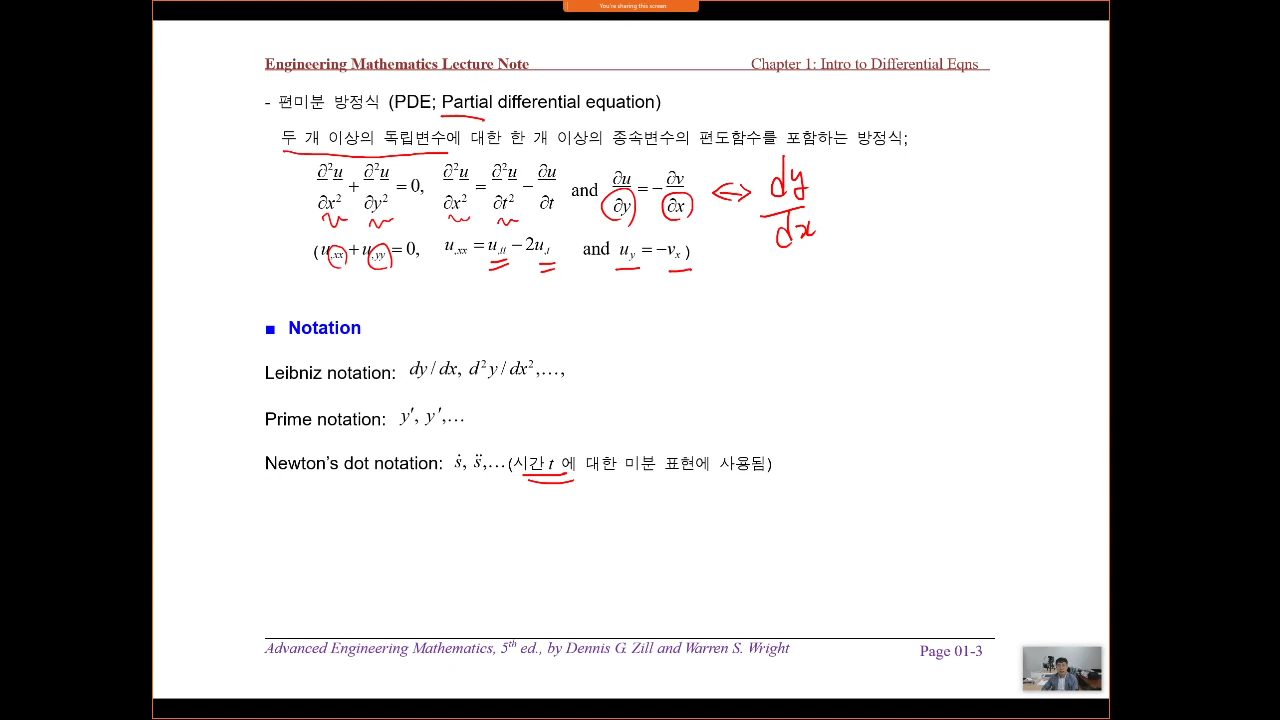 You're sharing this screen
Engineering Mathematics Lecture Note Chapter 1: Intro to Differential Eqns
- 편미분 방정식 (PDE; Partial differential equation)
두 개 이상의 독립변수에 대한 한 개 이상의 종속변수의 편도함수를 포함하는 방정식;
∂²u/∂x² + ∂²u/∂y² = 0, ∂²u/∂x² = ∂²u/∂t² − ∂u/∂t and ∂u/∂y = − ∂v/∂x ⇔ dy/dx
(u,xx + u,yy = 0, u,xx = u,tt − 2u,t and uy = −vx)
■ Notation
Leibniz notation: dy / dx, d²y / dx²,…,
Prime notation: y′, y′,…
Newton's dot notation: ṡ, s̈,…(시간 t 에 대한 미분 표현에 사용됨)
Advanced Engineering Mathematics, 5th ed., by Dennis G. Zill and Warren S. Wright Page 01-3